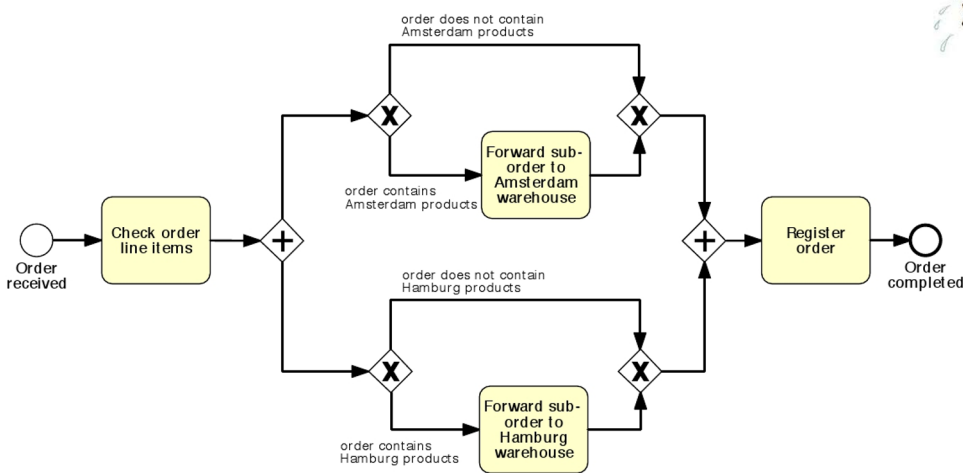 order does not contain
Amsterdam products
X
X
Forward sub-
order to
Amsterdam
warehouse
order contains
Amsterdam products
Check order
line items
+
+
Register
order
Order
received
Order
completed
order does not contain
Hamburg products
X
X
Forward sub-
order to
Hamburg
warehouse
order contains
Hamburg products